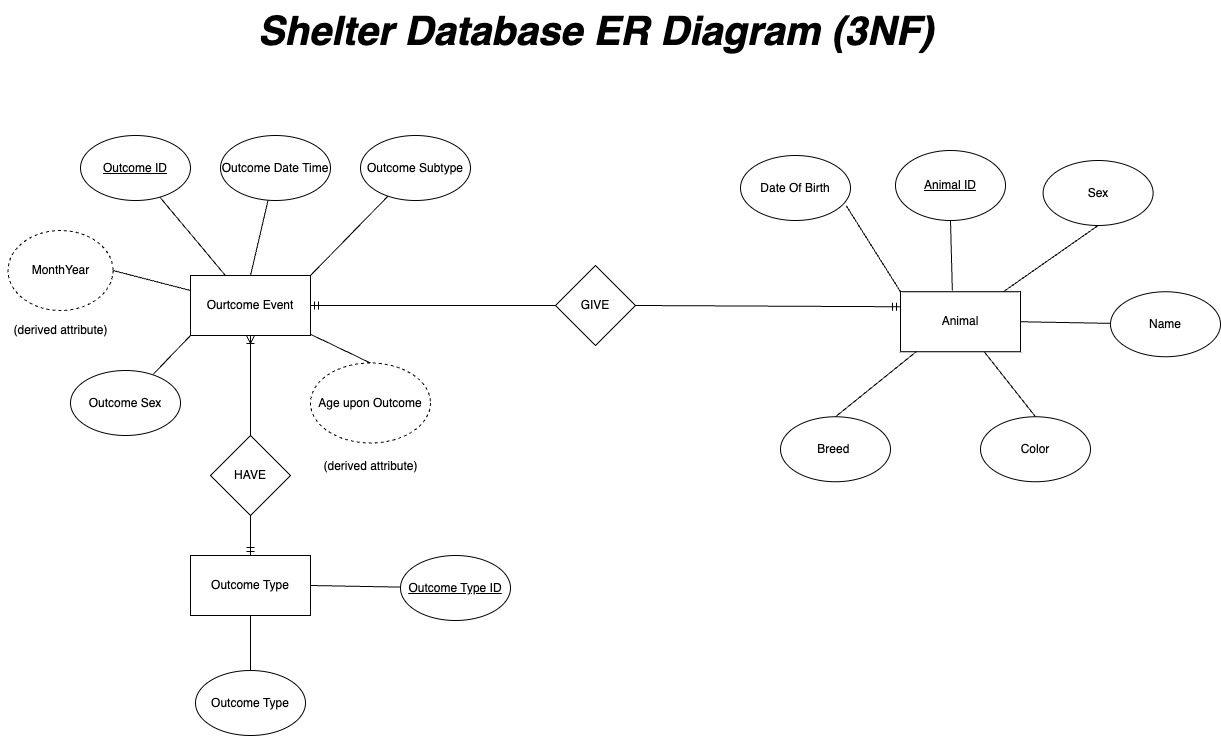 Shelter Database ER Diagram (3NF)
Outcome ID
Outcome Date Time
Outcome Subtype
Date Of Birth
Animal ID
Sex
MonthYear
(derived attribute)
Ourtcome Event
GIVE
Animal
Name
Outcome Sex
Age upon Outcome
(derived attribute)
Breed
Color
HAVE
Outcome Type
Outcome Type ID
Outcome Type